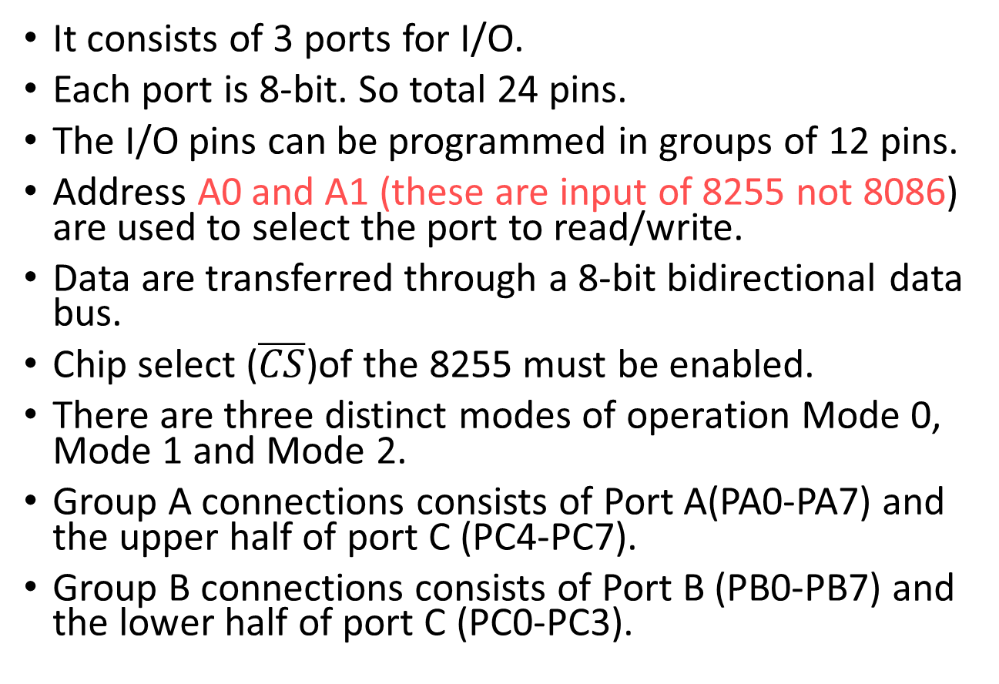 • It consists of 3 ports for I/O.
• Each port is 8-bit. So total 24 pins.
• The I/O pins can be programmed in groups of 12 pins.
• Address A0 and A1 (these are input of 8255 not 8086)
are used to select the port to read/write.
• Data are transferred through a 8-bit bidirectional data
bus.
• Chip select (C̅S̅)of the 8255 must be enabled.
• There are three distinct modes of operation Mode 0,
Mode 1 and Mode 2.
• Group A connections consists of Port A(PA0-PA7) and
the upper half of port C (PC4-PC7).
• Group B connections consists of Port B (PB0-PB7) and
the lower half of port C (PC0-PC3).